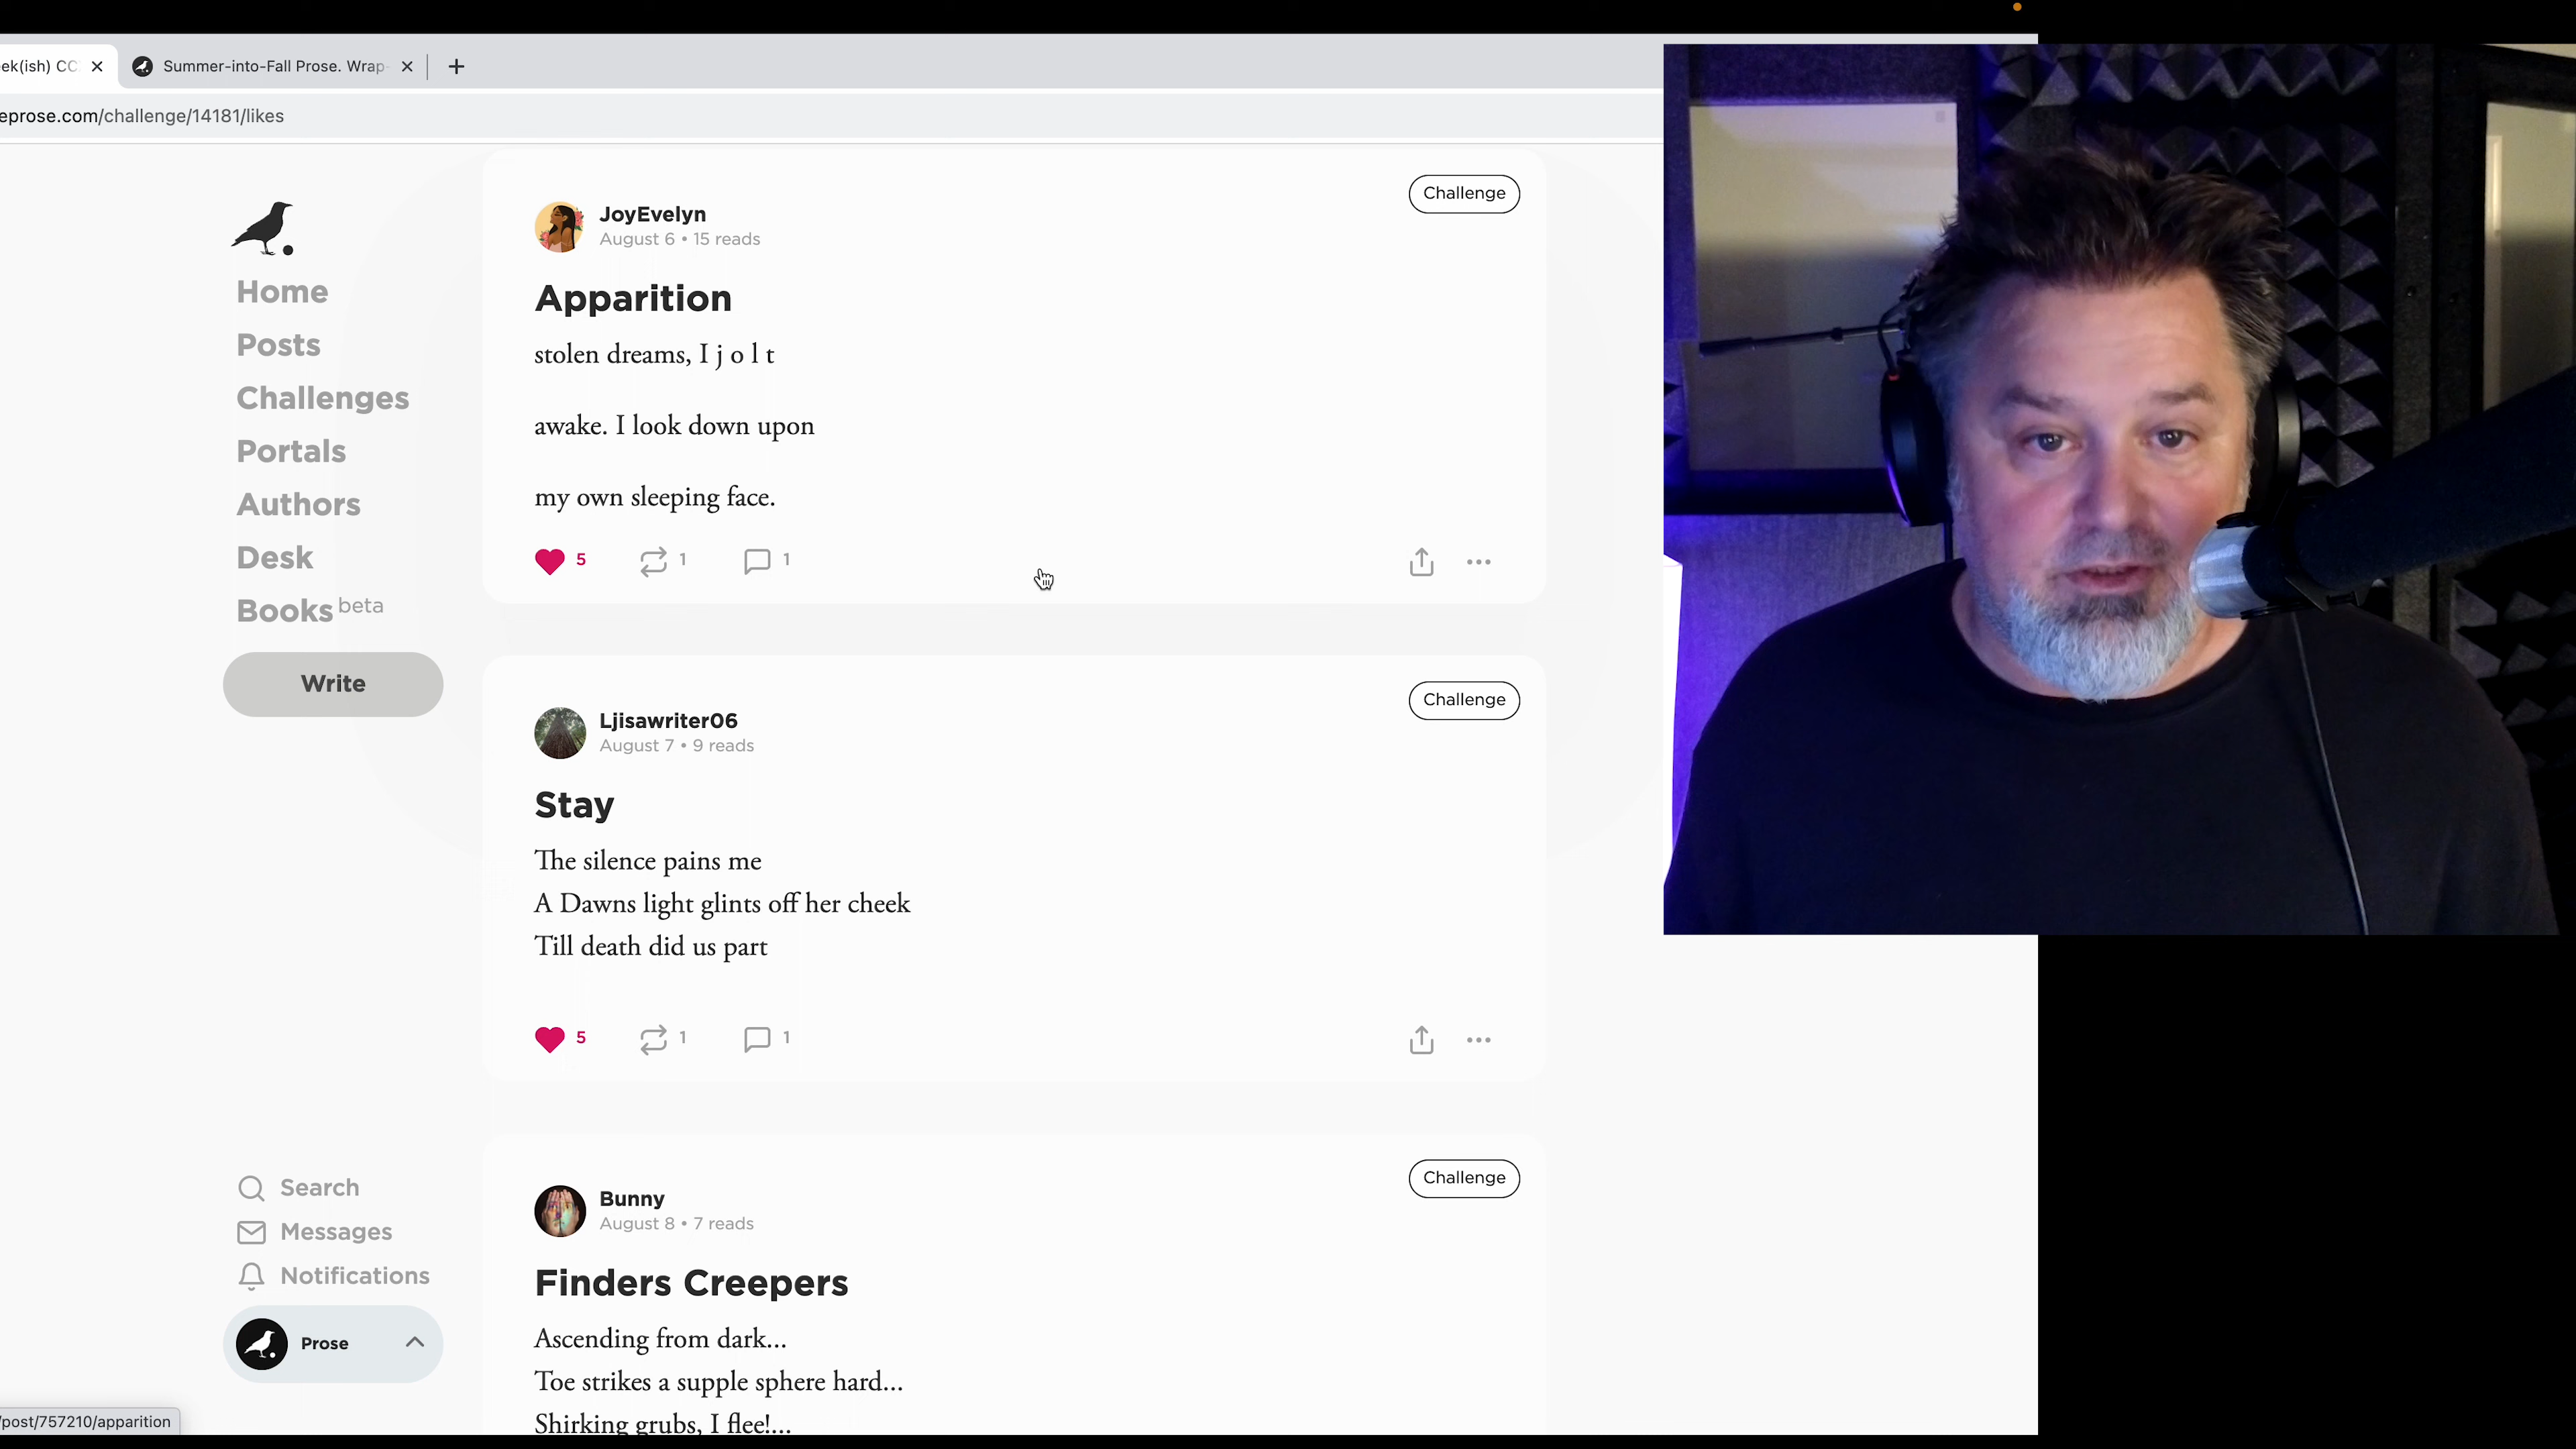 ek(ish) CC
Summer-into-Fall Prose. Wrap-
eprose.com/challenge/14181/likes
Home
Posts
Challenges
Portals
Authors
Desk
Books beta
Write
Search
Messages
Notifications
Prose
/post/757210/apparition
Challenge
JoyEvelyn
August 6 • 15 reads
Apparition
stolen dreams, I j o l t
awake. I look down upon
my own sleeping face.
5 1 1
Challenge
Ljisawriter06
August 7 • 9 reads
Stay
The silence pains me
A Dawns light glints off her cheek
Till death did us part
5 1 1
Challenge
Bunny
August 8 • 7 reads
Finders Creepers
Ascending from dark...
Toe strikes a supple sphere hard...
Shirking grubs, I flee!...